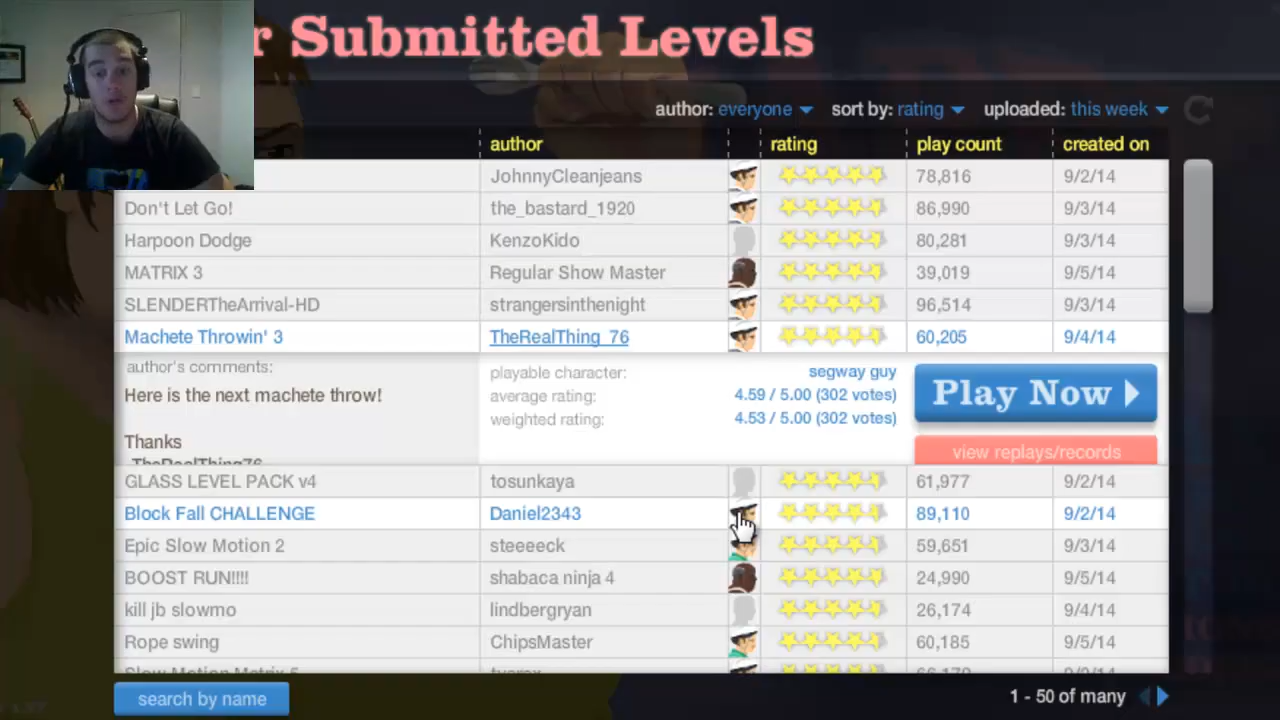 r Submitted Levels
author: everyone sort by: rating uploaded: this week
author rating play count created on
JohnnyCleanjeans 78,816 9/2/14
Don't Let Go! the_bastard_1920 86,990 9/3/14
Harpoon Dodge KenzoKido 80,281 9/3/14
MATRIX 3 Regular Show Master 39,019 9/5/14
SLENDERTheArrival-HD strangersinthenight 96,514 9/3/14
Machete Throwin' 3 TheRealThing_76 60,205 9/4/14
author's comments: playable character: segway guy
Here is the next machete throw! average rating: 4.59 / 5.00 (302 votes) Play Now
weighted rating: 4.53 / 5.00 (302 votes)
Thanks view replays/records
-TheRealThing76
GLASS LEVEL PACK v4 tosunkaya 61,977 9/2/14
Block Fall CHALLENGE Daniel2343 89,110 9/2/14
Epic Slow Motion 2 steeeeck 59,651 9/3/14
BOOST RUN!!!! shabaca ninja 4 24,990 9/5/14
kill jb slowmo lindbergryan 26,174 9/4/14
Rope swing ChipsMaster 60,185 9/5/14
Slow Motion Matrix 5
search by name 1 - 50 of many